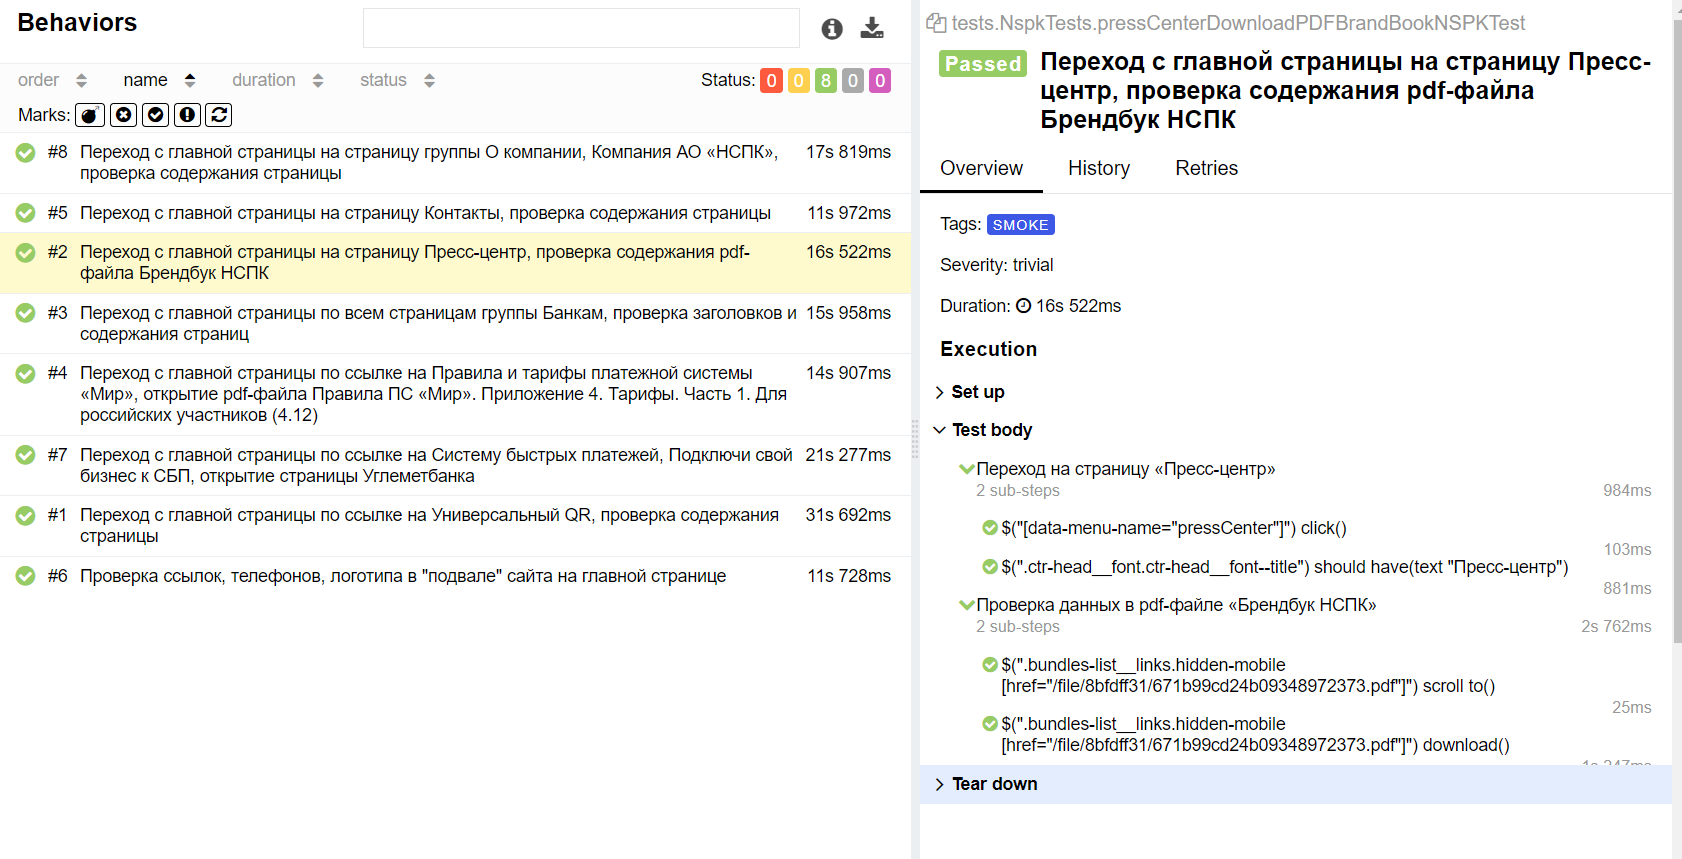 Behaviors
order name duration status Status: 0 0 8 0 0
Marks:
#8 Переход с главной страницы на страницу группы О компании, Компания АО «НСПК», 17s 819ms
проверка содержания страницы
#5 Переход с главной страницы на страницу Контакты, проверка содержания страницы 11s 972ms
#2 Переход с главной страницы на страницу Пресс-центр, проверка содержания pdf- 16s 522ms
файла Брендбук НСПК
#3 Переход с главной страницы по всем страницам группы Банкам, проверка заголовков и 15s 958ms
содержания страниц
#4 Переход с главной страницы по ссылке на Правила и тарифы платежной системы 14s 907ms
«Мир», открытие pdf-файла Правила ПС «Мир». Приложение 4. Тарифы. Часть 1. Для
российских участников (4.12)
#7 Переход с главной страницы по ссылке на Систему быстрых платежей, Подключи свой 21s 277ms
бизнес к СБП, открытие страницы Углеметбанка
#1 Переход с главной страницы по ссылке на Универсальный QR, проверка содержания 31s 692ms
страницы
#6 Проверка ссылок, телефонов, логотипа в "подвале" сайта на главной странице 11s 728ms
tests.NspkTests.pressCenterDownloadPDFBrandBookNSPKTest
Passed Переход с главной страницы на страницу Пресс-
центр, проверка содержания pdf-файла
Брендбук НСПК
Overview History Retries
Tags: SMOKE
Severity: trivial
Duration: 16s 522ms
Execution
Set up
Test body
Переход на страницу «Пресс-центр»
2 sub-steps 984ms
$("[data-menu-name="pressCenter"]") click()
103ms
$(".ctr-head__font.ctr-head__font--title") should have(text "Пресс-центр")
881ms
Проверка данных в pdf-файле «Брендбук НСПК»
2 sub-steps 2s 762ms
$(".bundles-list__links.hidden-mobile
[href="/file/8bfdff31/671b99cd24b09348972373.pdf"]") scroll to()
25ms
$(".bundles-list__links.hidden-mobile
[href="/file/8bfdff31/671b99cd24b09348972373.pdf"]") download()
Tear down